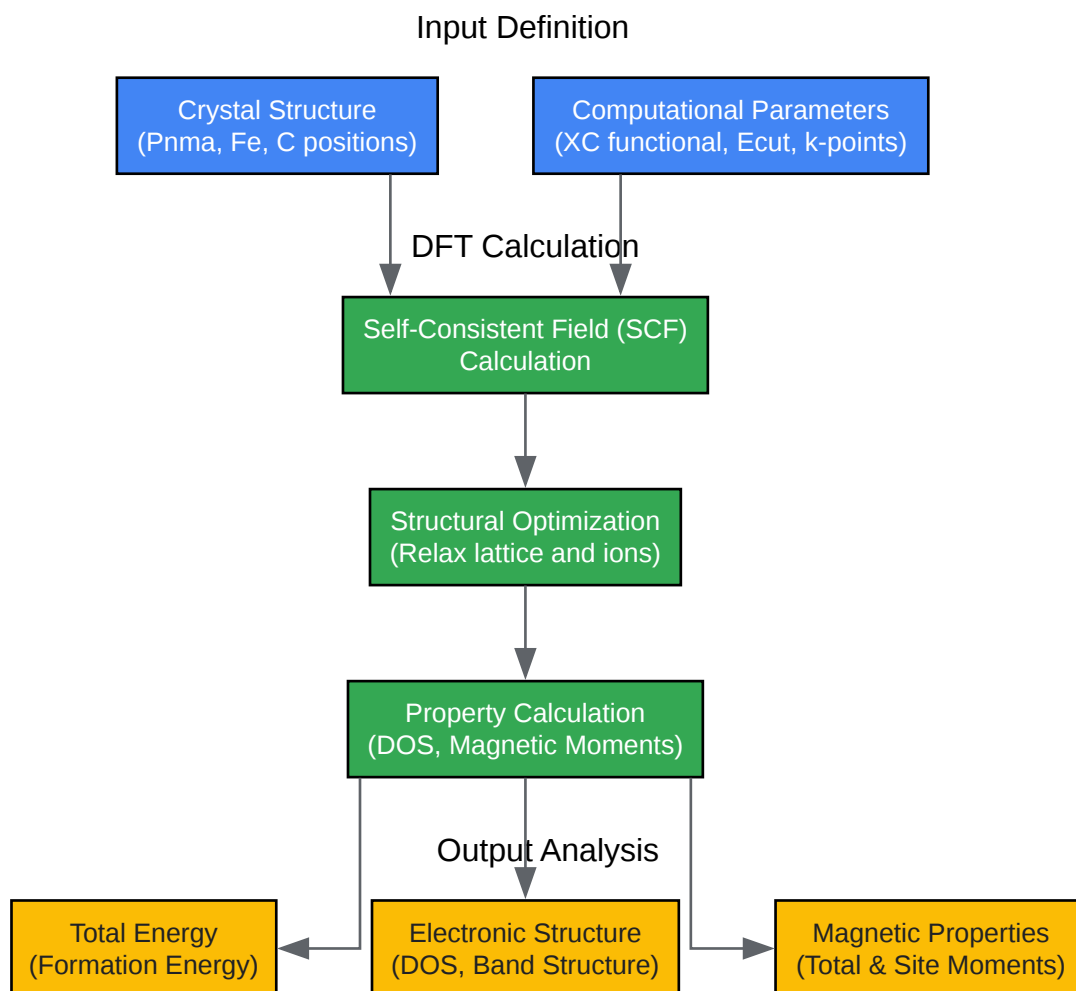 Input Definition
Crystal Structure
(Pnma, Fe, C positions)
Computational Parameters
(XC functional, Ecut, k-points)
DFT Calculation
Self-Consistent Field (SCF)
Calculation
Structural Optimization
(Relax lattice and ions)
Property Calculation
(DOS, Magnetic Moments)
Output Analysis
Total Energy
(Formation Energy)
Electronic Structure
(DOS, Band Structure)
Magnetic Properties
(Total & Site Moments)